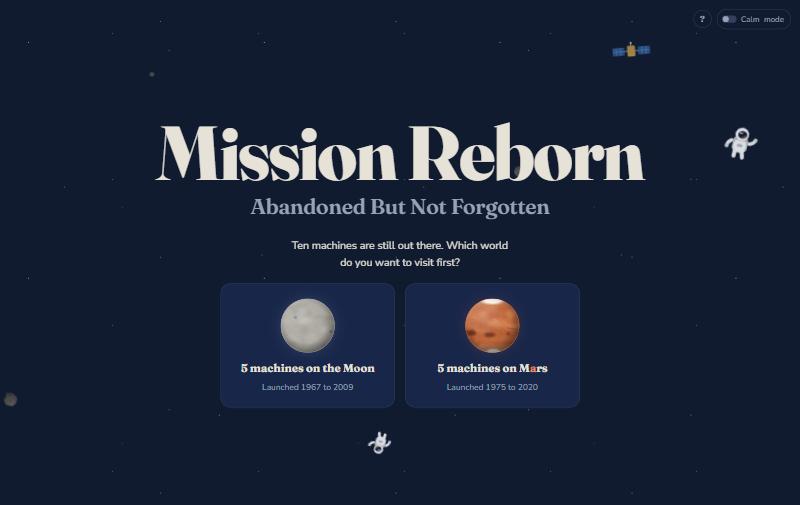 ?
Calm mode
Mission Reborn
Abandoned But Not Forgotten
Ten machines are still out there. Which world
do you want to visit first?
5 machines on the Moon
Launched 1967 to 2009
5 machines on Mars
Launched 1975 to 2020